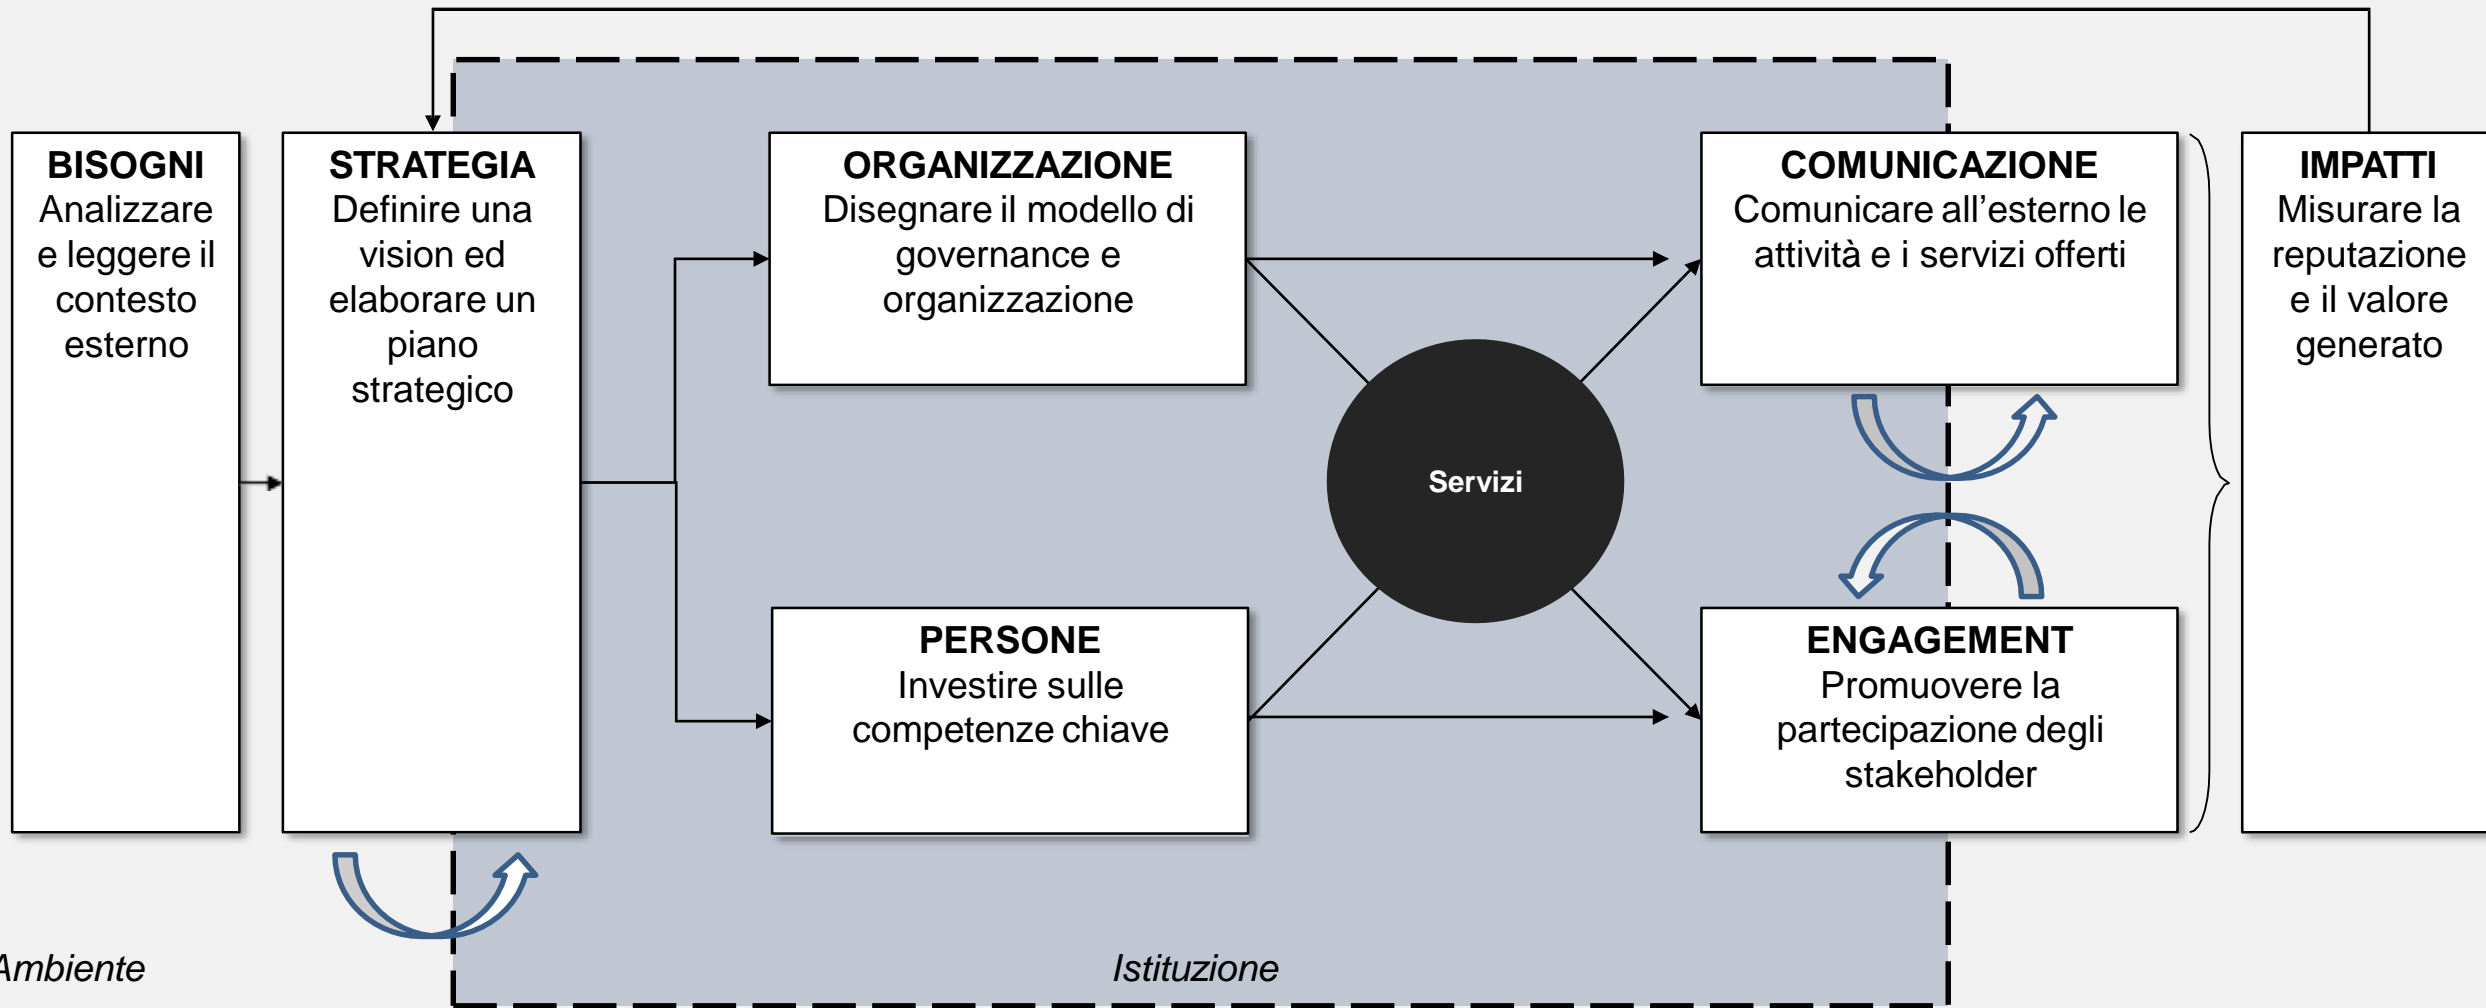 BISOGNI
Analizzare
e leggere il
contesto
esterno
STRATEGIA
Definire una
vision ed
elaborare un
piano
strategico
ORGANIZZAZIONE
Disegnare il modello di
governance e
organizzazione
COMUNICAZIONE
Comunicare all’esterno le
attività e i servizi offerti
IMPATTI
Misurare la
reputazione
e il valore
generato
Servizi
PERSONE
Investire sulle
competenze chiave
ENGAGEMENT
Promuovere la
partecipazione degli
stakeholder
Ambiente
Istituzione